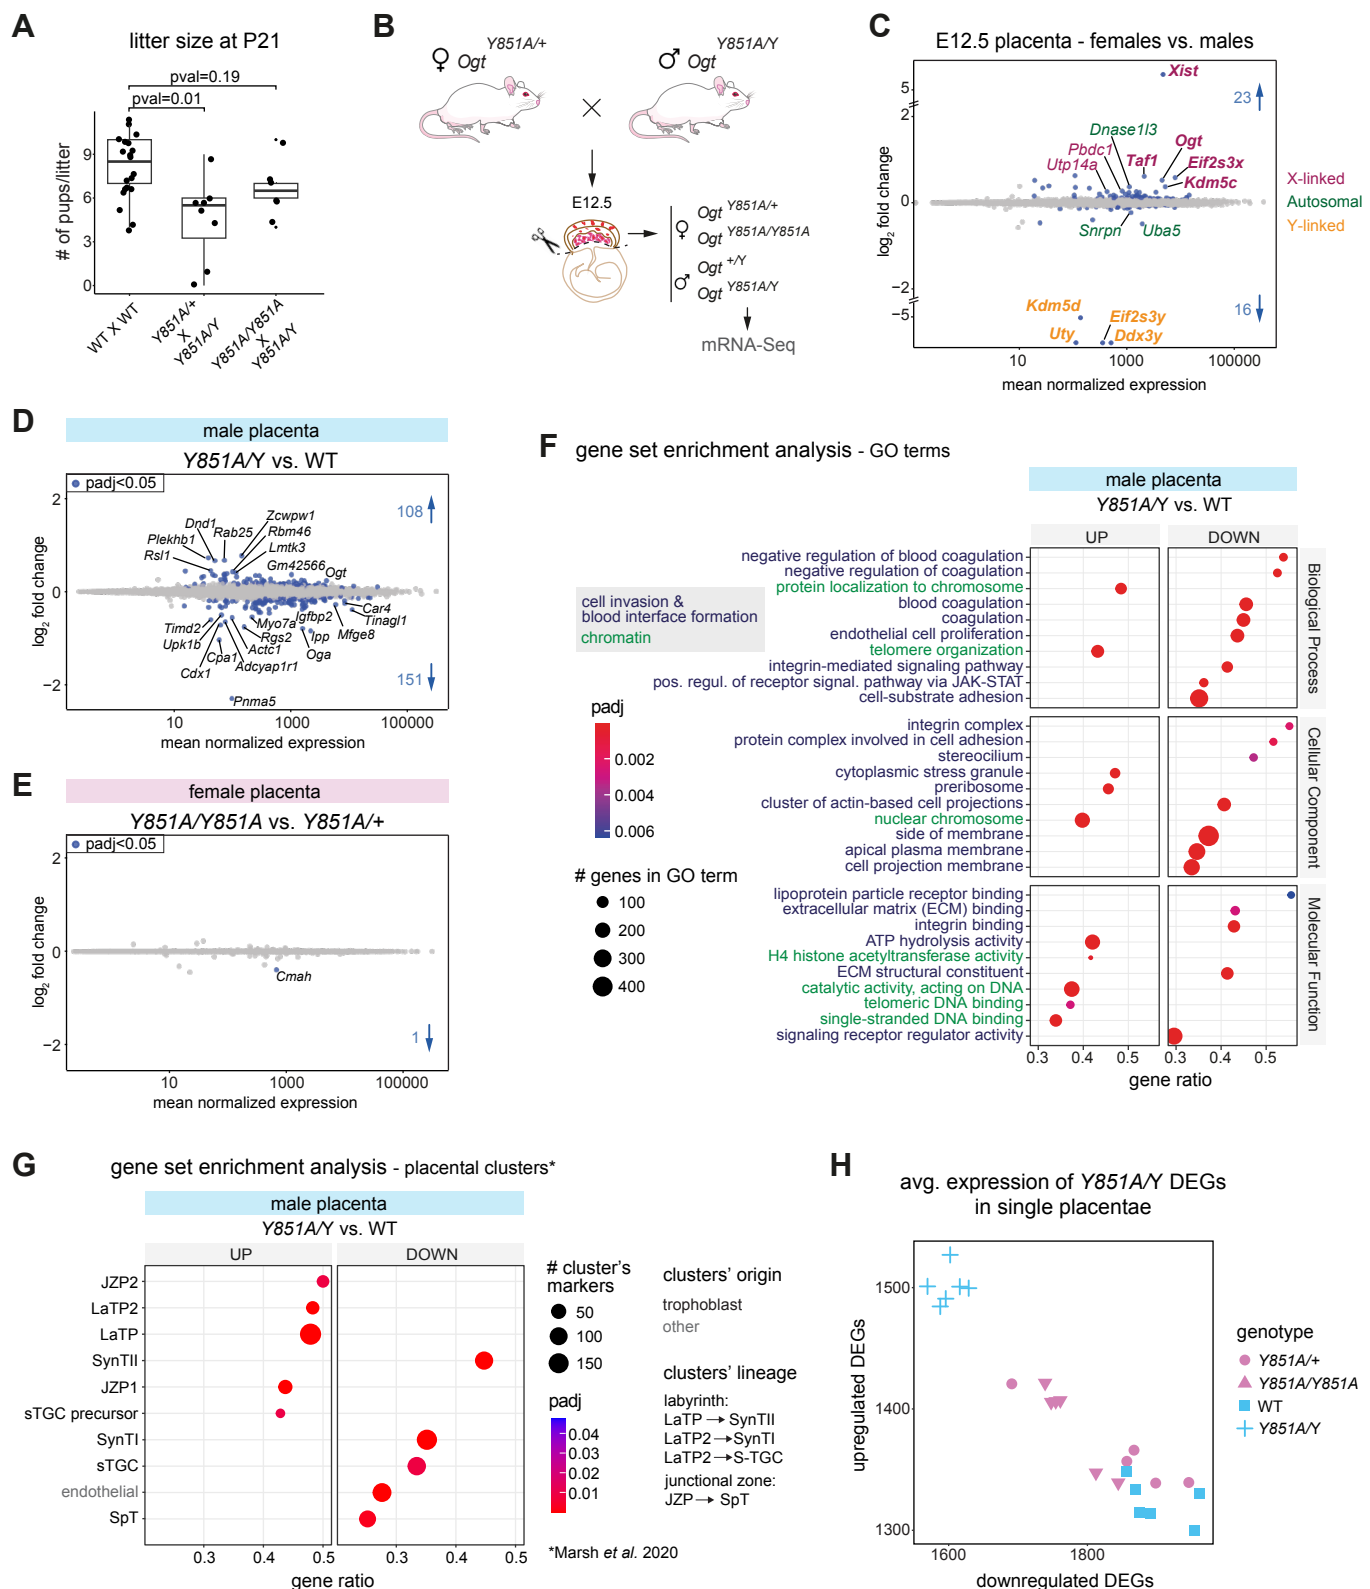 A
litter size at P21
pval=0.19
pval=0.01
# of pups/litter
9
6
3
0
WT X WT
Y851A/+
X
Y851A/Y
Y851A/Y851A
X
Y851A/Y
B
♀ Ogt Y851A/+
♂ Ogt Y851A/Y
E12.5
♀
Ogt Y851A/+
Ogt Y851A/Y851A
♂
Ogt +/Y
Ogt Y851A/Y
mRNA-Seq
C
E12.5 placenta - females vs. males
log2 fold change
5
2
0
−2
−5
Xist
23
Dnase1l3
Pbdc1
Utp14a
Taf1
Ogt
Eif2s3x
Kdm5c
Snrpn
Uba5
Kdm5d
Uty
Eif2s3y
Ddx3y
16
10
1000
100000
mean normalized expression
X-linked
Autosomal
Y-linked
D
male placenta
Y851A/Y vs. WT
padj<0.05
log2 fold change
2
0
−2
108
Dnd1
Zcwpw1
Plekhb1
Rab25
Rbm46
Rsl1
Lmtk3
Gm42566
Ogt
Timd2
Myo7a
Igfbp2
Car4
Tinagl1
Upk1b
Rgs2
Ipp
Mfge8
Actc1
Oga
Cdx1
Cpa1
Adcyap1r1
151
Pnma5
10
1000
100000
mean normalized expression
E
female placenta
Y851A/Y851A vs. Y851A/+
padj<0.05
log2 fold change
2
0
−2
Cmah
1
10
1000
100000
mean normalized expression
F
gene set enrichment analysis - GO terms
male placenta
Y851A/Y vs. WT
UP
DOWN
cell invasion &
blood interface formation
chromatin
padj
0.002
0.004
0.006
# genes in GO term
100
200
300
400
negative regulation of blood coagulation
negative regulation of coagulation
protein localization to chromosome
blood coagulation
coagulation
endothelial cell proliferation
telomere organization
integrin-mediated signaling pathway
pos. regul. of receptor signal. pathway via JAK-STAT
cell-substrate adhesion
Biological Process
integrin complex
protein complex involved in cell adhesion
stereocilium
cytoplasmic stress granule
preribosome
cluster of actin-based cell projections
nuclear chromosome
side of membrane
apical plasma membrane
cell projection membrane
Cellular Component
lipoprotein particle receptor binding
extracellular matrix (ECM) binding
integrin binding
ATP hydrolysis activity
H4 histone acetyltransferase activity
ECM structural constituent
catalytic activity, acting on DNA
telomeric DNA binding
single-stranded DNA binding
signaling receptor regulator activity
Molecular Function
0.3
0.4
0.5
0.3
0.4
0.5
gene ratio
G
gene set enrichment analysis - placental clusters*
male placenta
Y851A/Y vs. WT
UP
DOWN
JZP2
LaTP2
LaTP
SynTII
JZP1
sTGC precursor
SynTI
sTGC
endothelial
SpT
0.3
0.4
0.5
0.3
0.4
0.5
gene ratio
# cluster's
markers
50
100
150
padj
0.04
0.03
0.02
0.01
clusters' origin
trophoblast
other
clusters' lineage
labyrinth:
LaTP → SynTII
LaTP2→SynTI
LaTP2→S-TGC
junctional zone:
JZP → SpT
*Marsh et al. 2020
H
avg. expression of Y851A/Y DEGs
in single placentae
upregulated DEGs
1500
1400
1300
1600
1800
downregulated DEGs
genotype
Y851A/+
Y851A/Y851A
WT
Y851A/Y